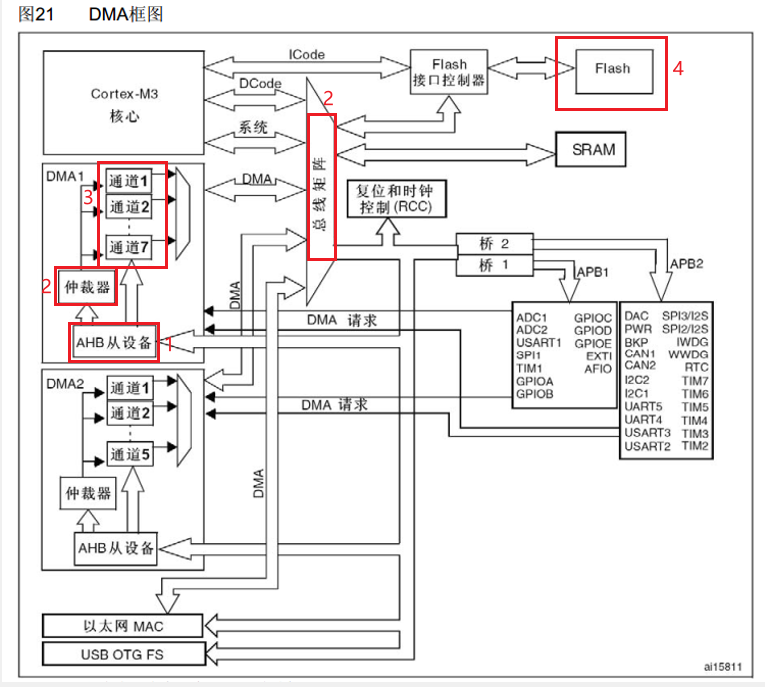 图21 DMA框图
Cortex-M3
核心
ICode
DCode
系统
DMA
Flash
接口控制器
Flash
4
2
总线矩阵
SRAM
复位和时钟
控制(RCC)
桥 2
桥 1
APB1
APB2
DMA1
3
通道1
通道2
通道7
2
仲裁器
AHB从设备
1
DMA
DMA 请求
DMA 请求
ADC1 GPIOC
ADC2 GPIOD
USART1 GPIOE
SPI1 EXTI
TIM1 AFIO
GPIOA
GPIOB
DAC SPI3/I2S
PWR SPI2/I2S
BKP IWDG
CAN1 WWDG
CAN2 RTC
I2C2 TIM7
I2C1 TIM6
UART5 TIM5
UART4 TIM4
USART3 TIM3
USART2 TIM2
DMA2
通道1
通道2
通道5
仲裁器
AHB从设备
DMA
以太网 MAC
USB OTG FS
ai15811